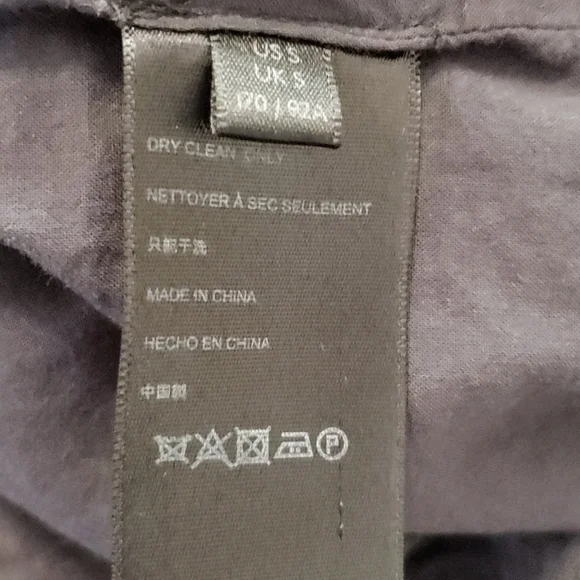 US S
UK S
170 / 92A
DRY CLEAN ONLY
NETTOYER À SEC SEULEMENT
只能干洗
MADE IN CHINA
HECHO EN CHINA
中国製
P